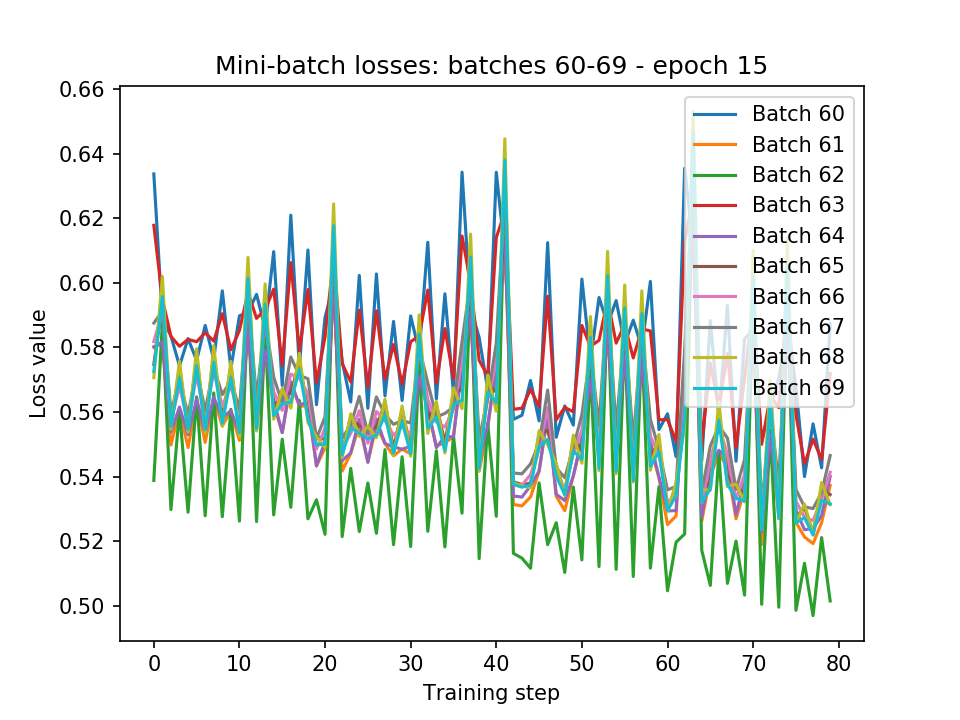 Mini-batch losses: batches 60-69 - epoch 15
0.66
0.64
0.62
0.60
0.58
0.56
0.54
0.52
0.50
Loss value
0
10
20
30
40
50
60
70
80
Training step
Batch 60
Batch 61
Batch 62
Batch 63
Batch 64
Batch 65
Batch 66
Batch 67
Batch 68
Batch 69